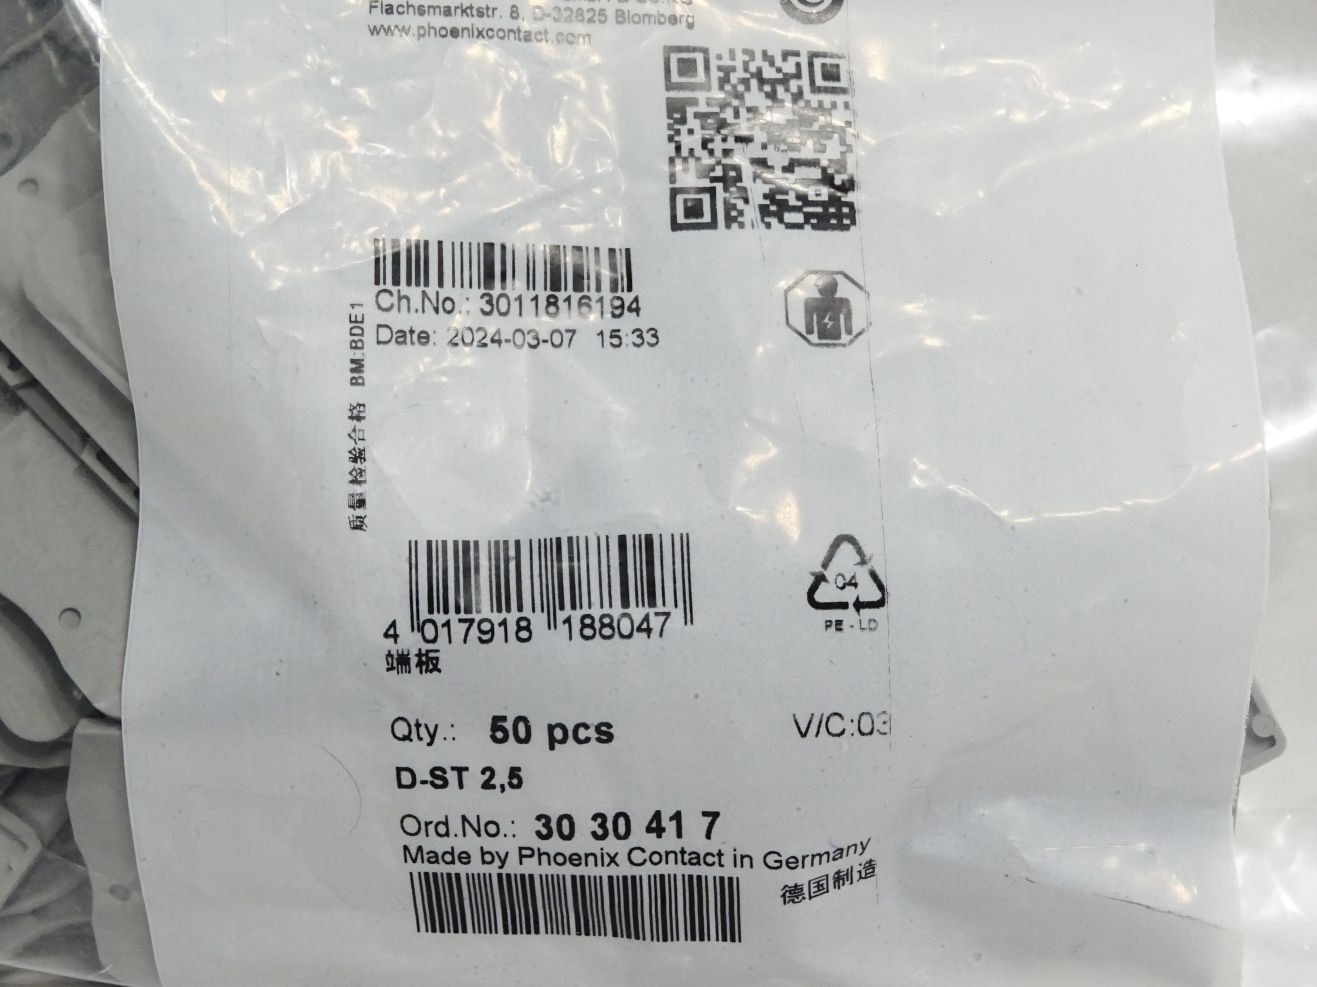 Flachsmarktstr. 8, D-32825 Blomberg
www.phoenixcontact.com
Ch.No.: 3011816194
Date: 2024-03-07 15:33
质量检验合格 BM:BDE1
04
PE-LD
4 017918 188047
端板
Qty.: 50 pcs
V/C:03
D-ST 2,5
Ord.No.: 30 30 41 7
Made by Phoenix Contact in Germany
德国制造